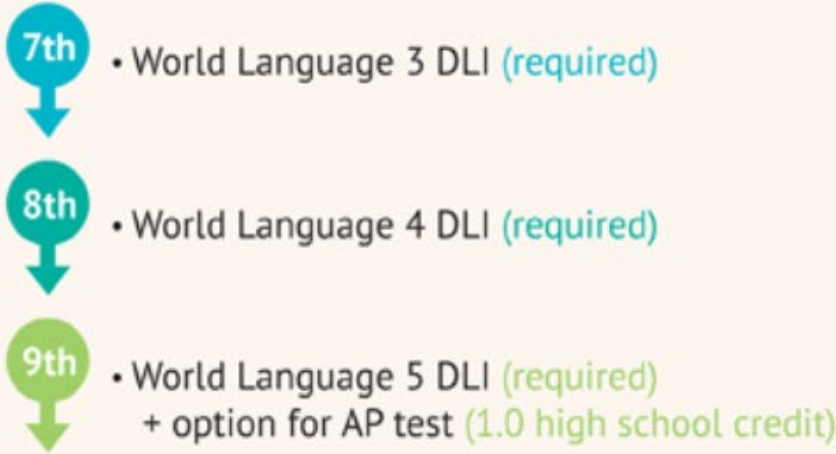 7th
• World Language 3 DLI (required)
8th
• World Language 4 DLI (required)
9th
• World Language 5 DLI (required)
+ option for AP test (1.0 high school credit)